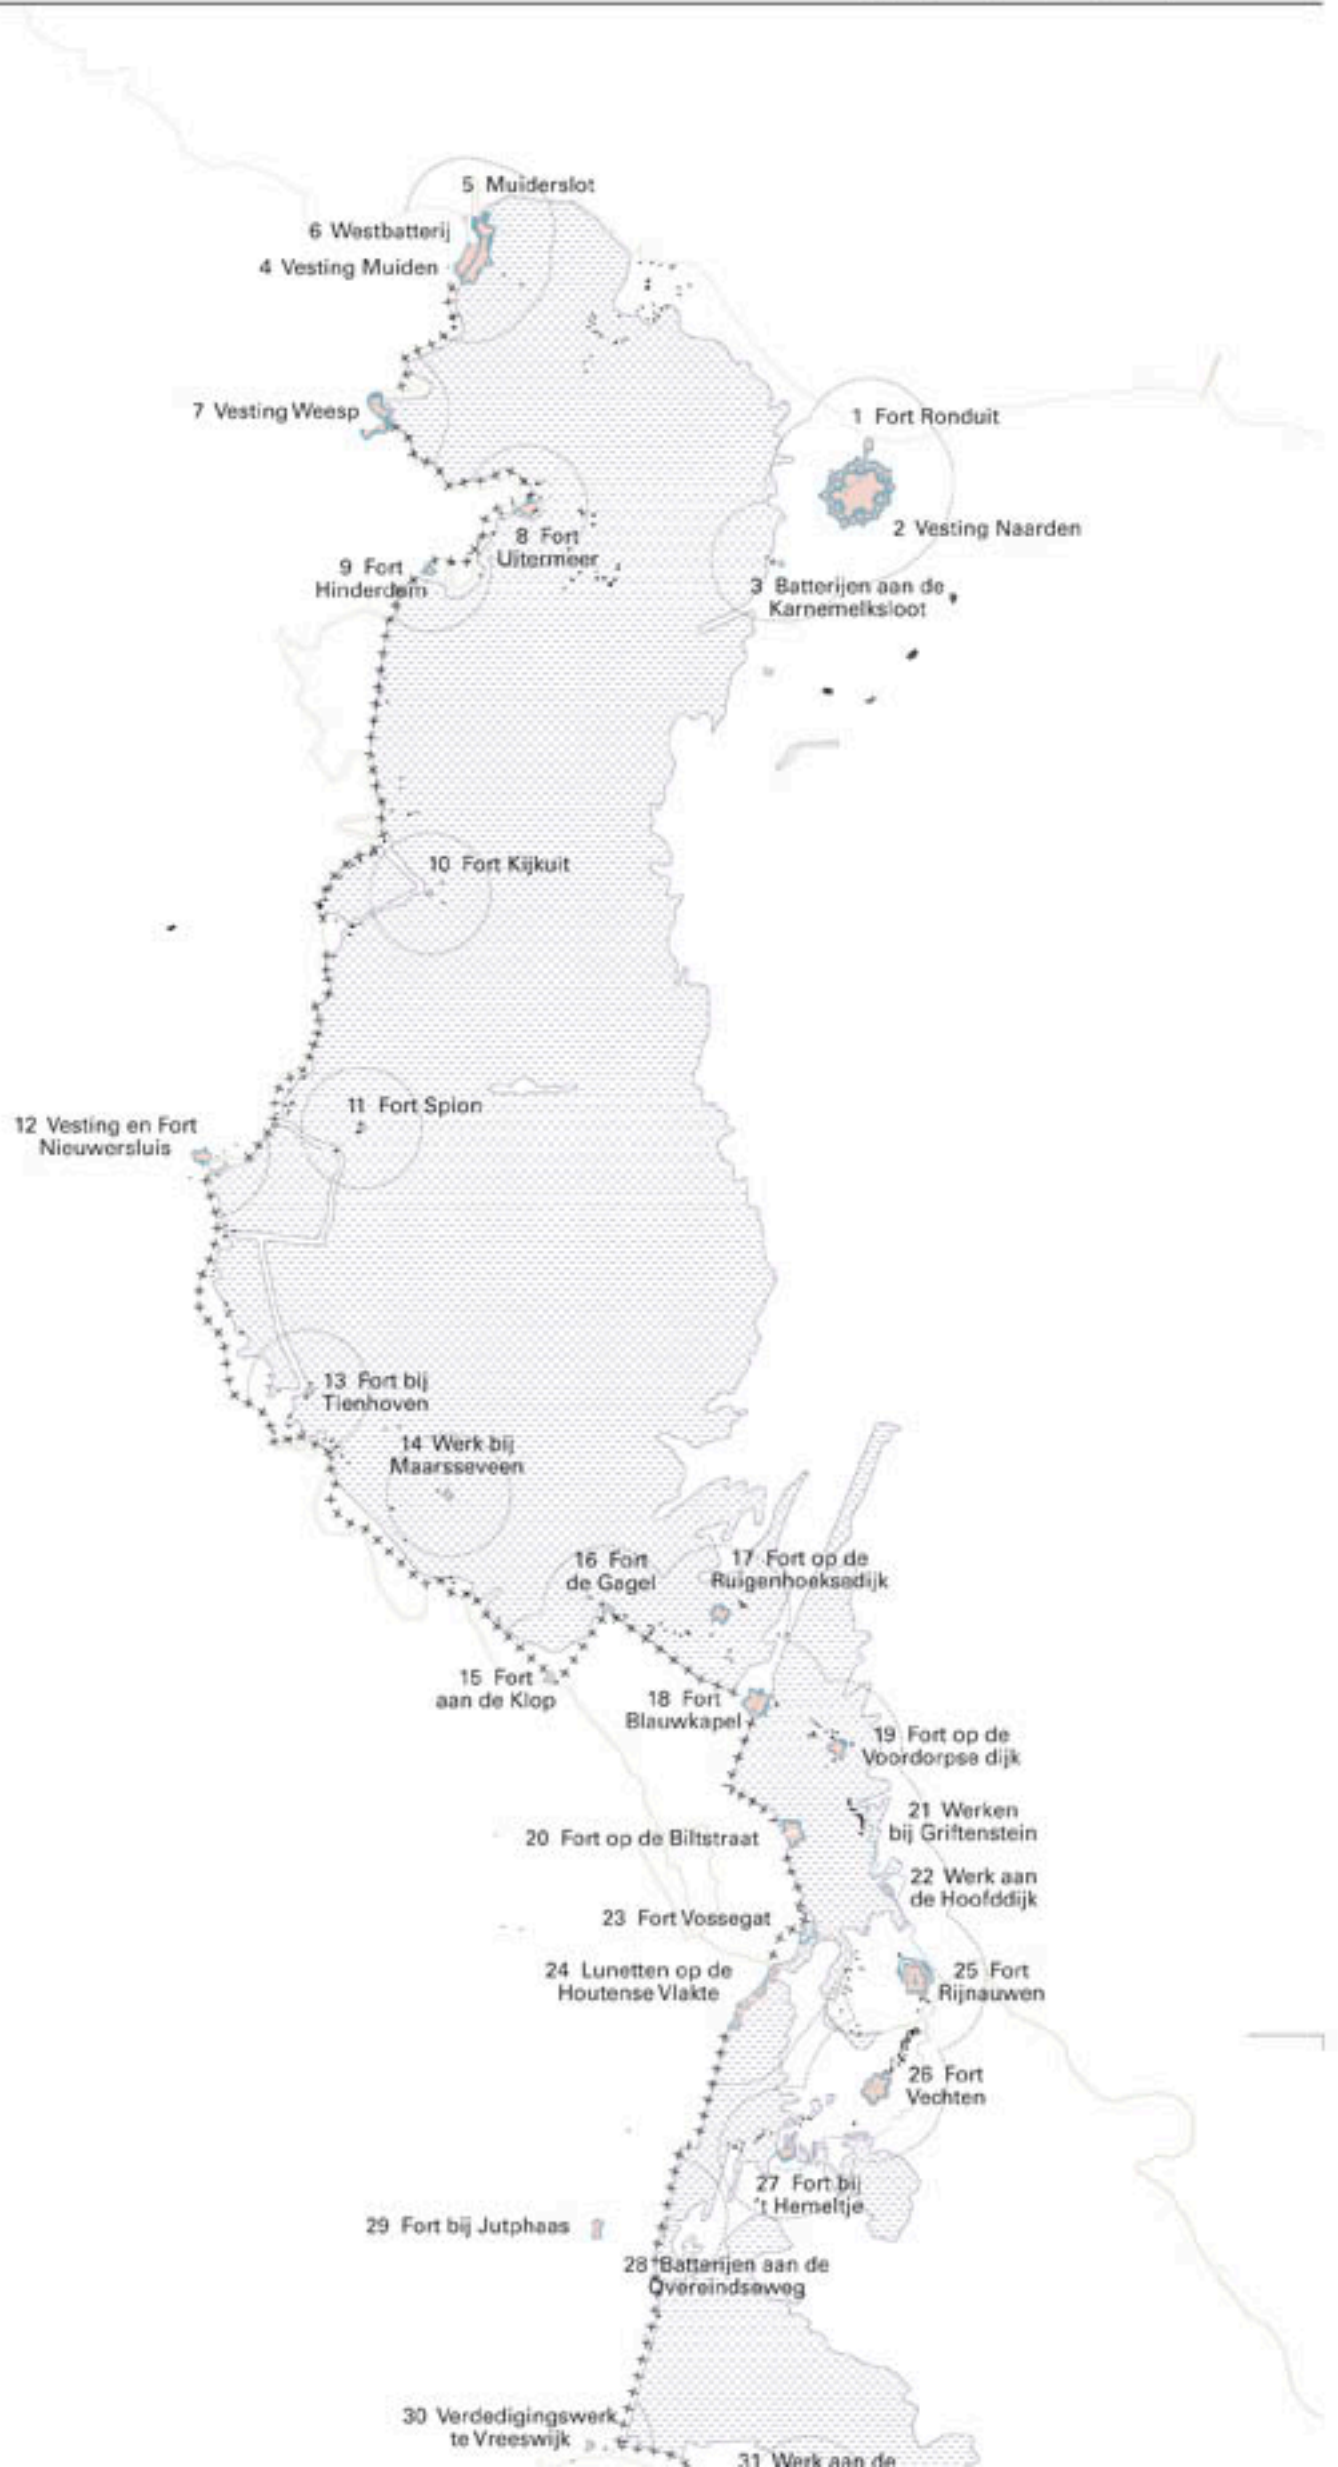 5 Muiderslot
6 Westbatterij
4 Vesting Muiden
7 Vesting Weesp
1 Fort Ronduit
2 Vesting Naarden
8 Fort
Uitermeer
9 Fort
Hinderdam
3 Batterijen aan de
Karnemelksloot
10 Fort Kijkuit
11 Fort Spion
12 Vesting en Fort
Nieuwersluis
13 Fort bij
Tienhoven
14 Werk bij
Maarsseveen
16 Fort
de Gagel
17 Fort op de
Ruigenhoeksedijk
15 Fort
aan de Klop
18 Fort
Blauwkapel
19 Fort op de
Voordorpse dijk
21 Werken
bij Griftenstein
20 Fort op de Biltstraat
22 Werk aan
de Hoofddijk
23 Fort Vossegat
24 Lunetten op de
Houtense Vlakte
25 Fort
Rijnauwen
26 Fort
Vechten
27 Fort bij
't Hemeltje
29 Fort bij Jutphaas
28 Batterijen aan de
Overeindseweg
30 Verdedigingswerk
te Vreeswijk
31 Werk aan de